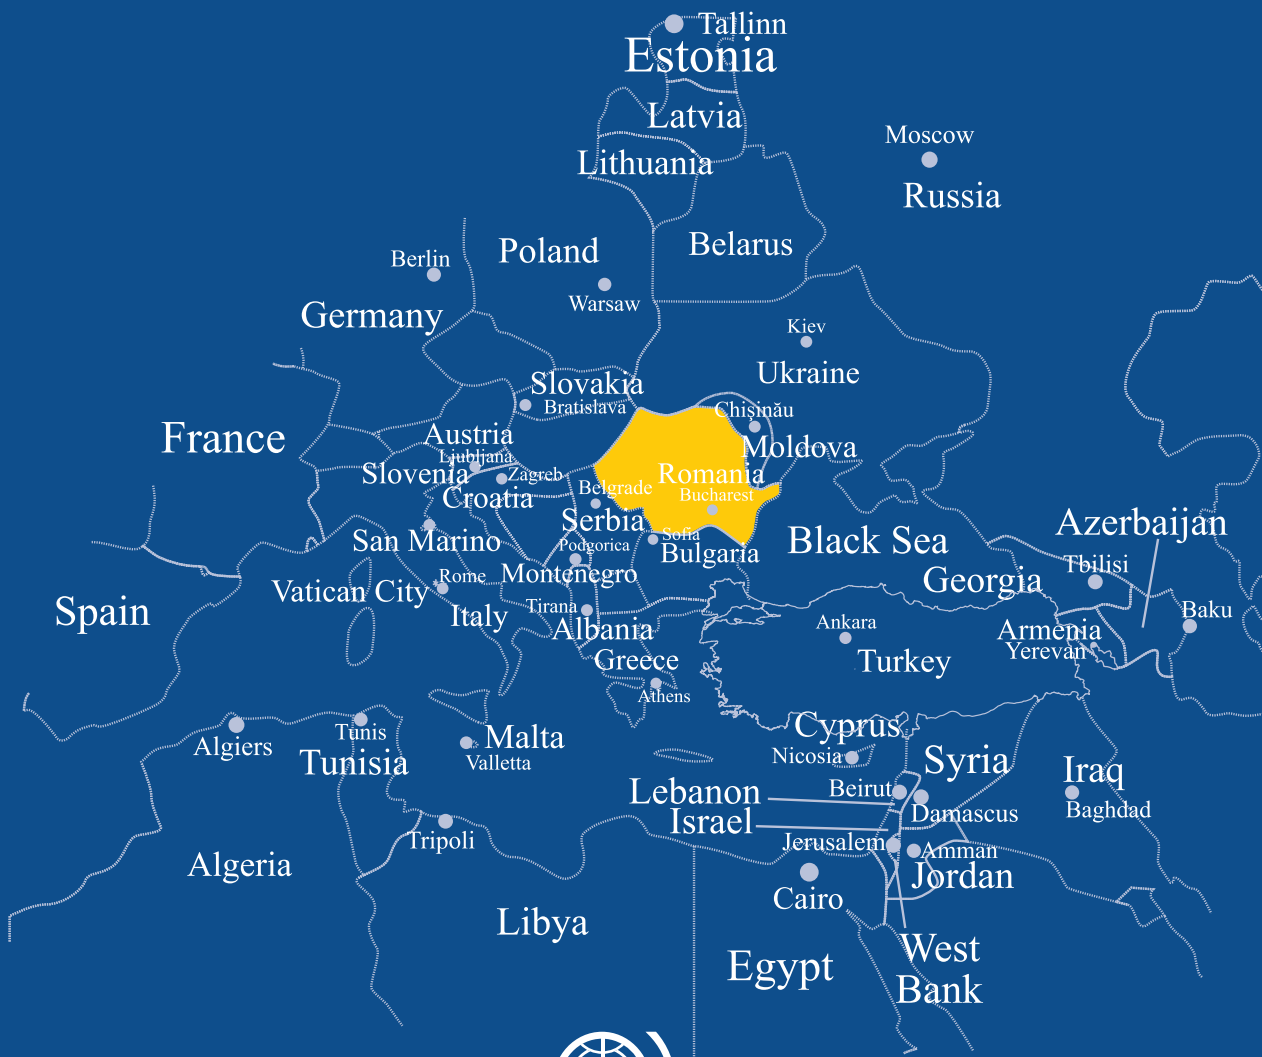 Tallinn
Estonia
Latvia
Moscow
Lithuania
Russia
Belarus
Poland
Berlin
Warsaw
Germany
Kiev
Ukraine
Slovakia
Bratislava
Chișinău
France
Austria
Moldova
Ljubljana
Slovenia
Zagreb
Romania
Croatia
Belgrade
Bucharest
Serbia
Azerbaijan
San Marino
Sofia
Black Sea
Podgorica
Bulgaria
Tbilisi
Rome
Montenegro
Georgia
Vatican City
Tirana
Baku
Spain
Italy
Albania
Ankara
Armenia
Yerevan
Greece
Turkey
Athens
Cyprus
Algiers
Tunis
Malta
Nicosia
Tunisia
Valletta
Syria
Iraq
Lebanon
Beirut
Baghdad
Israel
Damascus
Tripoli
Jerusalem
Amman
Algeria
Jordan
Cairo
Libya
West
Bank
Egypt